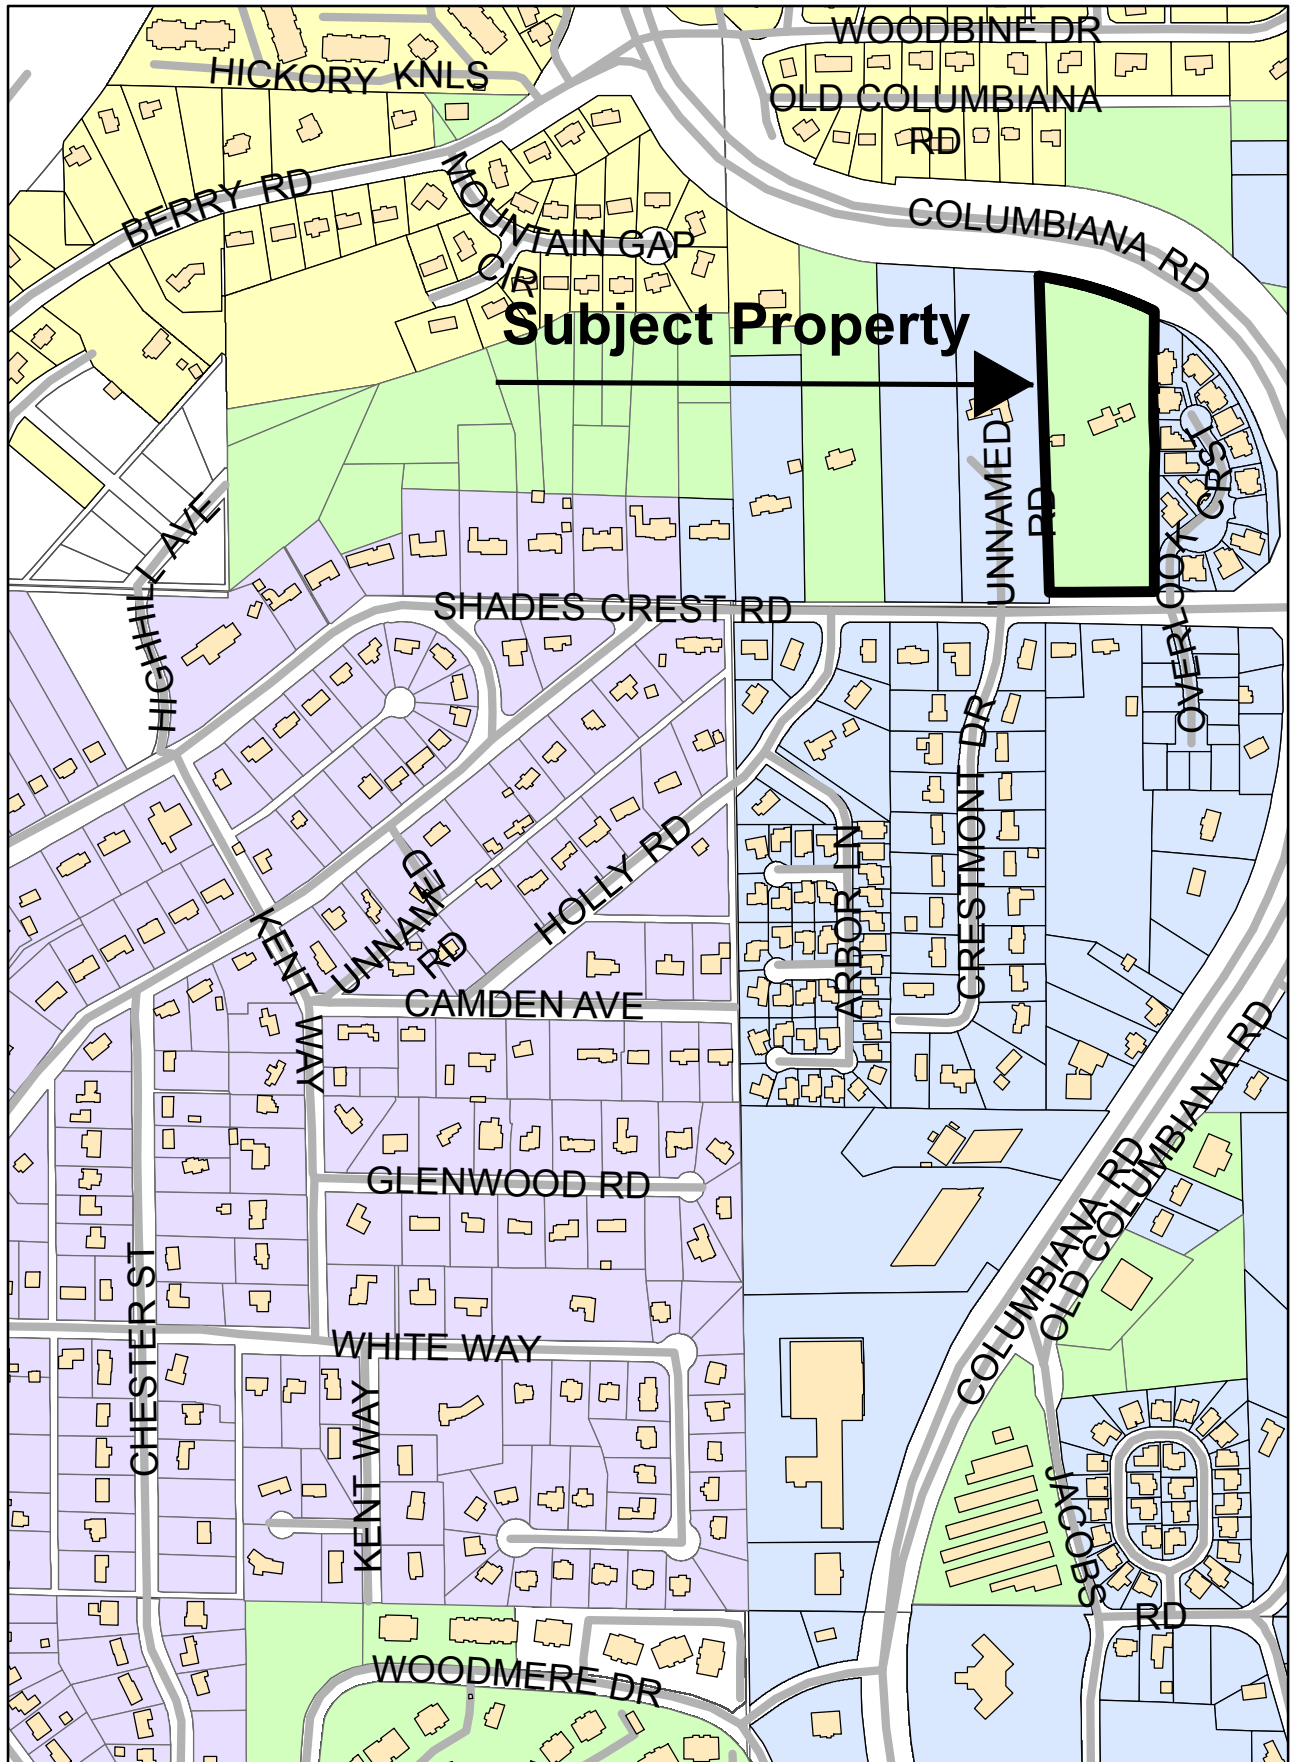 WOODBINE DR
HICKORY KNLS
OLD COLUMBIANA
RD
BERRY RD
MOUNTAIN GAP
CIR
COLUMBIANA RD
Subject Property
UNNAMED
RD
OVERLOOK CRST
HIGHHILL AVE
SHADES CREST RD
CRESTMONT DR
HOLLY RD
ARBOR LN
UNNAMED
RD
KENT WAY
CAMDEN AVE
GLENWOOD RD
COLUMBIANA RD
OLD COLUMBIANA RD
CHESTER ST
WHITE WAY
KENT WAY
JACOBS
RD
WOODMERE DR